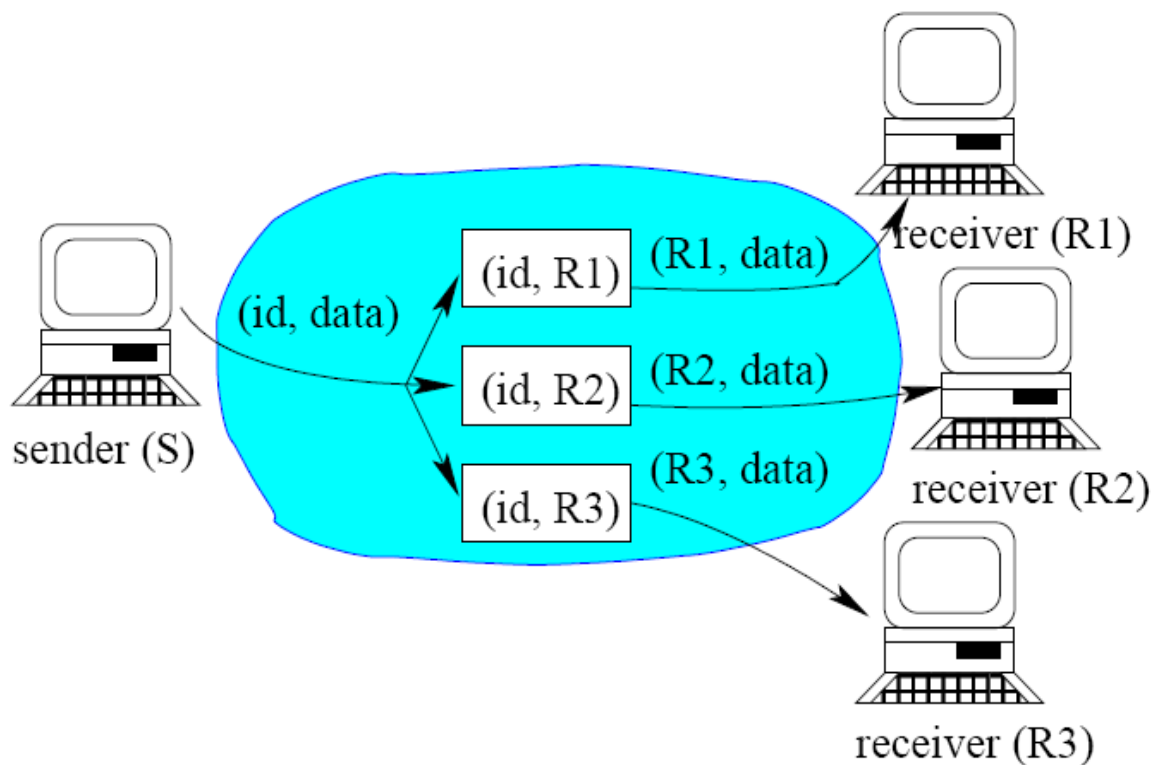 receiver (R1)
(id, R1)
(R1, data)
(id, data)
(id, R2)
(R2, data)
sender (S)
(id, R3)
(R3, data)
receiver (R2)
receiver (R3)